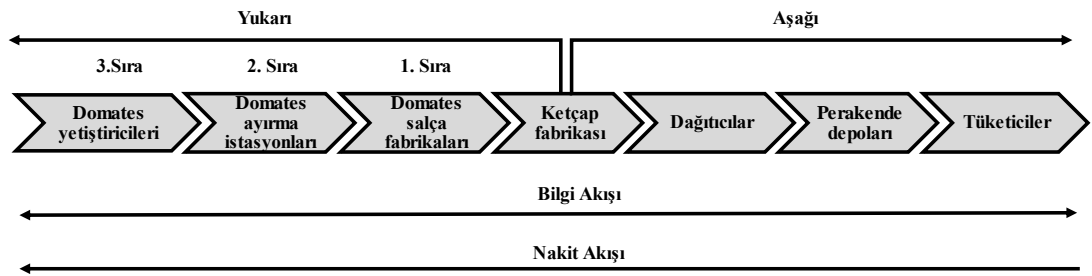 Yukarı
Aşağı
3.Sıra
2. Sıra
1. Sıra
Domates
yetiştiricileri
Domates
ayırma
istasyonları
Domates
salça
fabrikaları
Ketçap
fabrikası
Dağıtıcılar
Perakende
depoları
Tüketiciler
Bilgi Akışı
Nakit Akışı